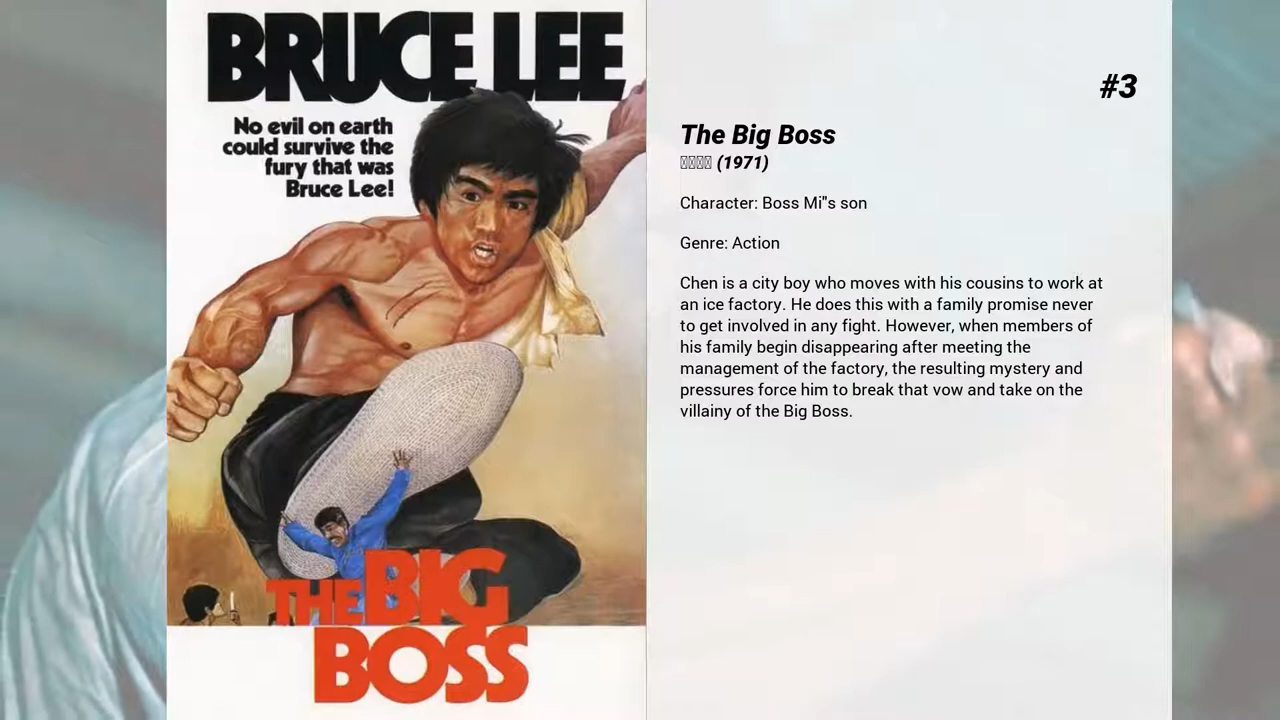 BRUCE LEE
No evil on earth
could survive the
fury that was
Bruce Lee!
THE BIG
BOSS
#3
The Big Boss
(1971)
Character: Boss Mi"s son
Genre: Action
Chen is a city boy who moves with his cousins to work at
an ice factory. He does this with a family promise never
to get involved in any fight. However, when members of
his family begin disappearing after meeting the
management of the factory, the resulting mystery and
pressures force him to break that vow and take on the
villainy of the Big Boss.